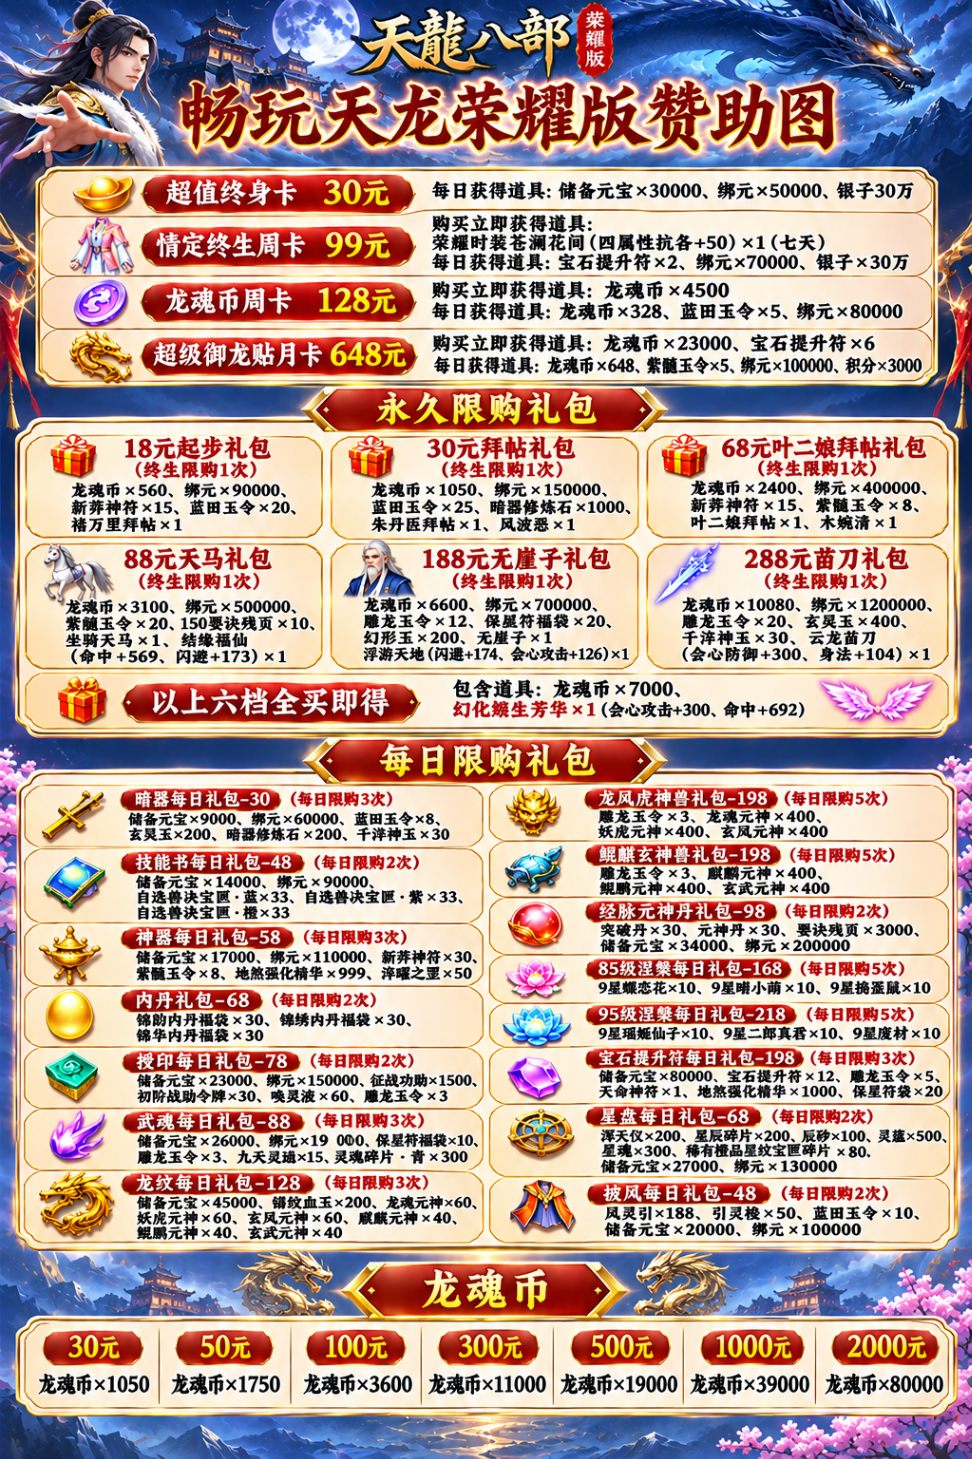 天龍八部
荣耀版
畅玩天龙荣耀版赞助图
超值终身卡 30元
每日获得道具: 储备元宝×30000、绑元×50000、银子30万
情定终生周卡 99元
购买立即获得道具:
荣耀时装苍澜花间(四属性抗各+50)×1(七天)
每日获得道具: 宝石提升符×2、绑元×70000、银子×30万
龙魂币周卡 128元
购买立即获得道具: 龙魂币×4500
每日获得道具: 龙魂币×328、蓝田玉令×5、绑元×80000
超级御龙贴月卡 648元
购买立即获得道具: 龙魂币×23000、宝石提升符×6
每日获得道具: 龙魂币×648、紫髓玉令×5、绑元×100000、积分×3000
永久限购礼包
18元起步礼包
(终生限购1次)
龙魂币×560、绑元×90000、
新莽神符×15、蓝田玉令×20、
褚万里拜帖×1
30元拜帖礼包
(终生限购1次)
龙魂币×1050、绑元×150000、
蓝田玉令×25、暗器修炼石×1000、
朱丹臣拜帖×1、风波恶×1
68元叶二娘拜帖礼包
(终生限购1次)
龙魂币×2400、绑元×400000、
新莽神符×15、紫髓玉令×8、
叶二娘拜帖×1、木婉清×1
88元天马礼包
(终生限购1次)
龙魂币×3100、绑元×500000、
紫髓玉令×20、150要诀残页×10、
坐骑天马×1、结缘福仙
(命中+569、闪避+173)×1
188元无崖子礼包
(终生限购1次)
龙魂币×6600、绑元×700000、
雕龙玉令×12、保星符福袋×20、
幻形玉×200、无崖子×1
浮游天地(闪避+174、会心攻击+126)×1
288元苗刀礼包
(终生限购1次)
龙魂币×10080、绑元×1200000、
雕龙玉令×20、玄炅玉×400、
千淬神玉×30、云龙苗刀
(会心防御+300、身法+104)×1
以上六档全买即得
包含道具: 龙魂币×7000、
幻化嫉生芳华×1(会心攻击+300、命中+692)
每日限购礼包
暗器每日礼包-30 (每日限购3次)
储备元宝×9000、绑元×60000、蓝田玉令×8、
玄炅玉×200、暗器修炼石×200、千淬神玉×30
技能书每日礼包-48 (每日限购2次)
储备元宝×14000、绑元×90000、
自选兽决宝匣·蓝×33、自选兽决宝匣·紫×33、
自选兽决宝匣·橙×33
神器每日礼包-58 (每日限购3次)
储备元宝×17000、绑元×110000、新莽神符×30、
紫髓玉令×8、地煞强化精华×999、淬曜之罡×50
内丹礼包-68 (每日限购2次)
锦韵内丹福袋×30、锦绣内丹福袋×30、
锦华内丹福袋×30
授印每日礼包-78 (每日限购2次)
储备元宝×23000、绑元×150000、征战功勋×1500、
初阶战勋令牌×30、唤灵液×60、雕龙玉令×3
武魂每日礼包-88 (每日限购3次)
储备元宝×26000、绑元×19 000、保星符福袋×10、
雕龙玉令×3、九天灵×15、灵魂碎片·青×300
龙纹每日礼包-128 (每日限购3次)
储备元宝×45000、错纹血玉×200、龙魂元神×60、
妖虎元神×60、玄凤元神×60、麒麟元神×40、
鲲鹏元神×40、玄武元神×40
龙凤虎神兽礼包-198 (每日限购5次)
雕龙玉令×3、龙魂元神×400、
妖虎元神×400、玄凤元神×400
鲲麒玄神兽礼包-198 (每日限购5次)
雕龙玉令×3、麒麟元神×400、
鲲鹏元神×400、玄武元神×400
经脉元神丹礼包-98 (每日限购2次)
突破丹×30、元神丹×30、要诀残页×3000、
储备元宝×34000、绑元×200000
85级涅槃每日礼包-168 (每日限购5次)
9星蝶恋花×10、9星晴小萌×10、9星捣蛋鼠×10
95级涅槃每日礼包-218 (每日限购5次)
9星瑶姬仙子×10、9星二郎真君×10、9星废材×10
宝石提升符每日礼包-198 (每日限购3次)
储备元宝×80000、宝石提升符×12、雕龙玉令×5、
天命神符×1、地煞强化精华×1000、保星符袋×20
星盘每日礼包-68 (每日限购2次)
浑天仪×200、星辰碎片×200、辰砂×100、灵蕴×500、
星魂×300、稀有橙品星纹宝匣碎片×80、
储备元宝×27000、绑元×130000
披风每日礼包-48 (每日限购2次)
风灵引×188、引灵梭×50、蓝田玉令×10、
储备元宝×20000、绑元×100000
龙魂币
30元
50元
100元
300元
500元
1000元
2000元
龙魂币×1050
龙魂币×1750
龙魂币×3600
龙魂币×11000
龙魂币×19000
龙魂币×39000
龙魂币×80000